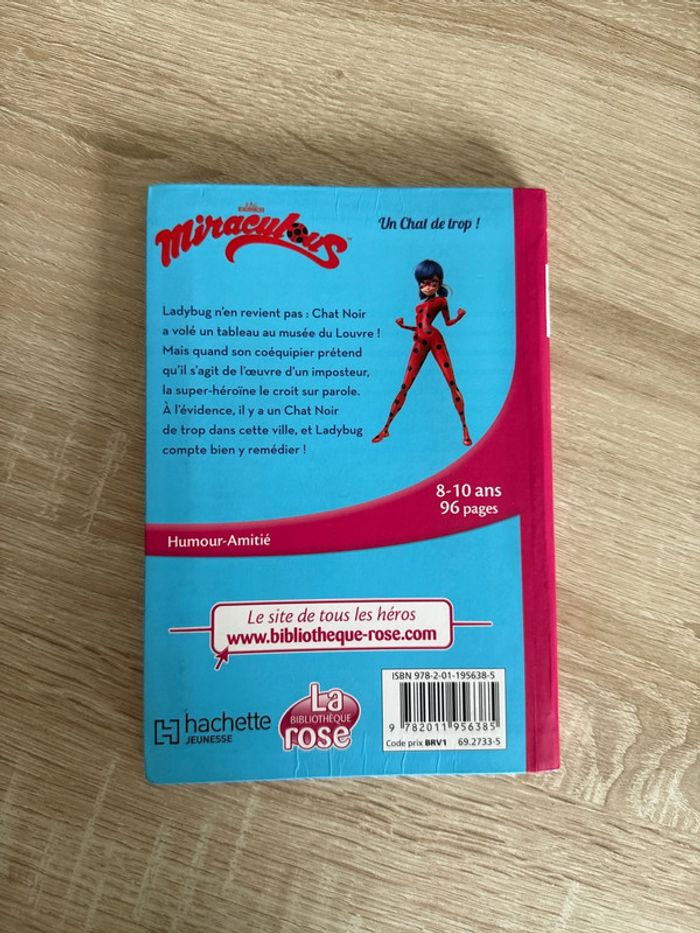 Miraculous
Un Chat de trop !
Ladybug n'en revient pas : Chat Noir
a volé un tableau au musée du Louvre !
Mais quand son coéquipier prétend
qu'il s'agit de l'œuvre d'un imposteur,
la super-héroïne le croit sur parole.
À l'évidence, il y a un Chat Noir
de trop dans cette ville, et Ladybug
compte bien y remédier !
8-10 ans
96 pages
Humour-Amitié
Le site de tous les héros
www.bibliotheque-rose.com
hachette
JEUNESSE
La
BIBLIOTHÈQUE
rose
ISBN 978-2-01-195638-5
9 782011 956385
Code prix BRV1 69.2733-5